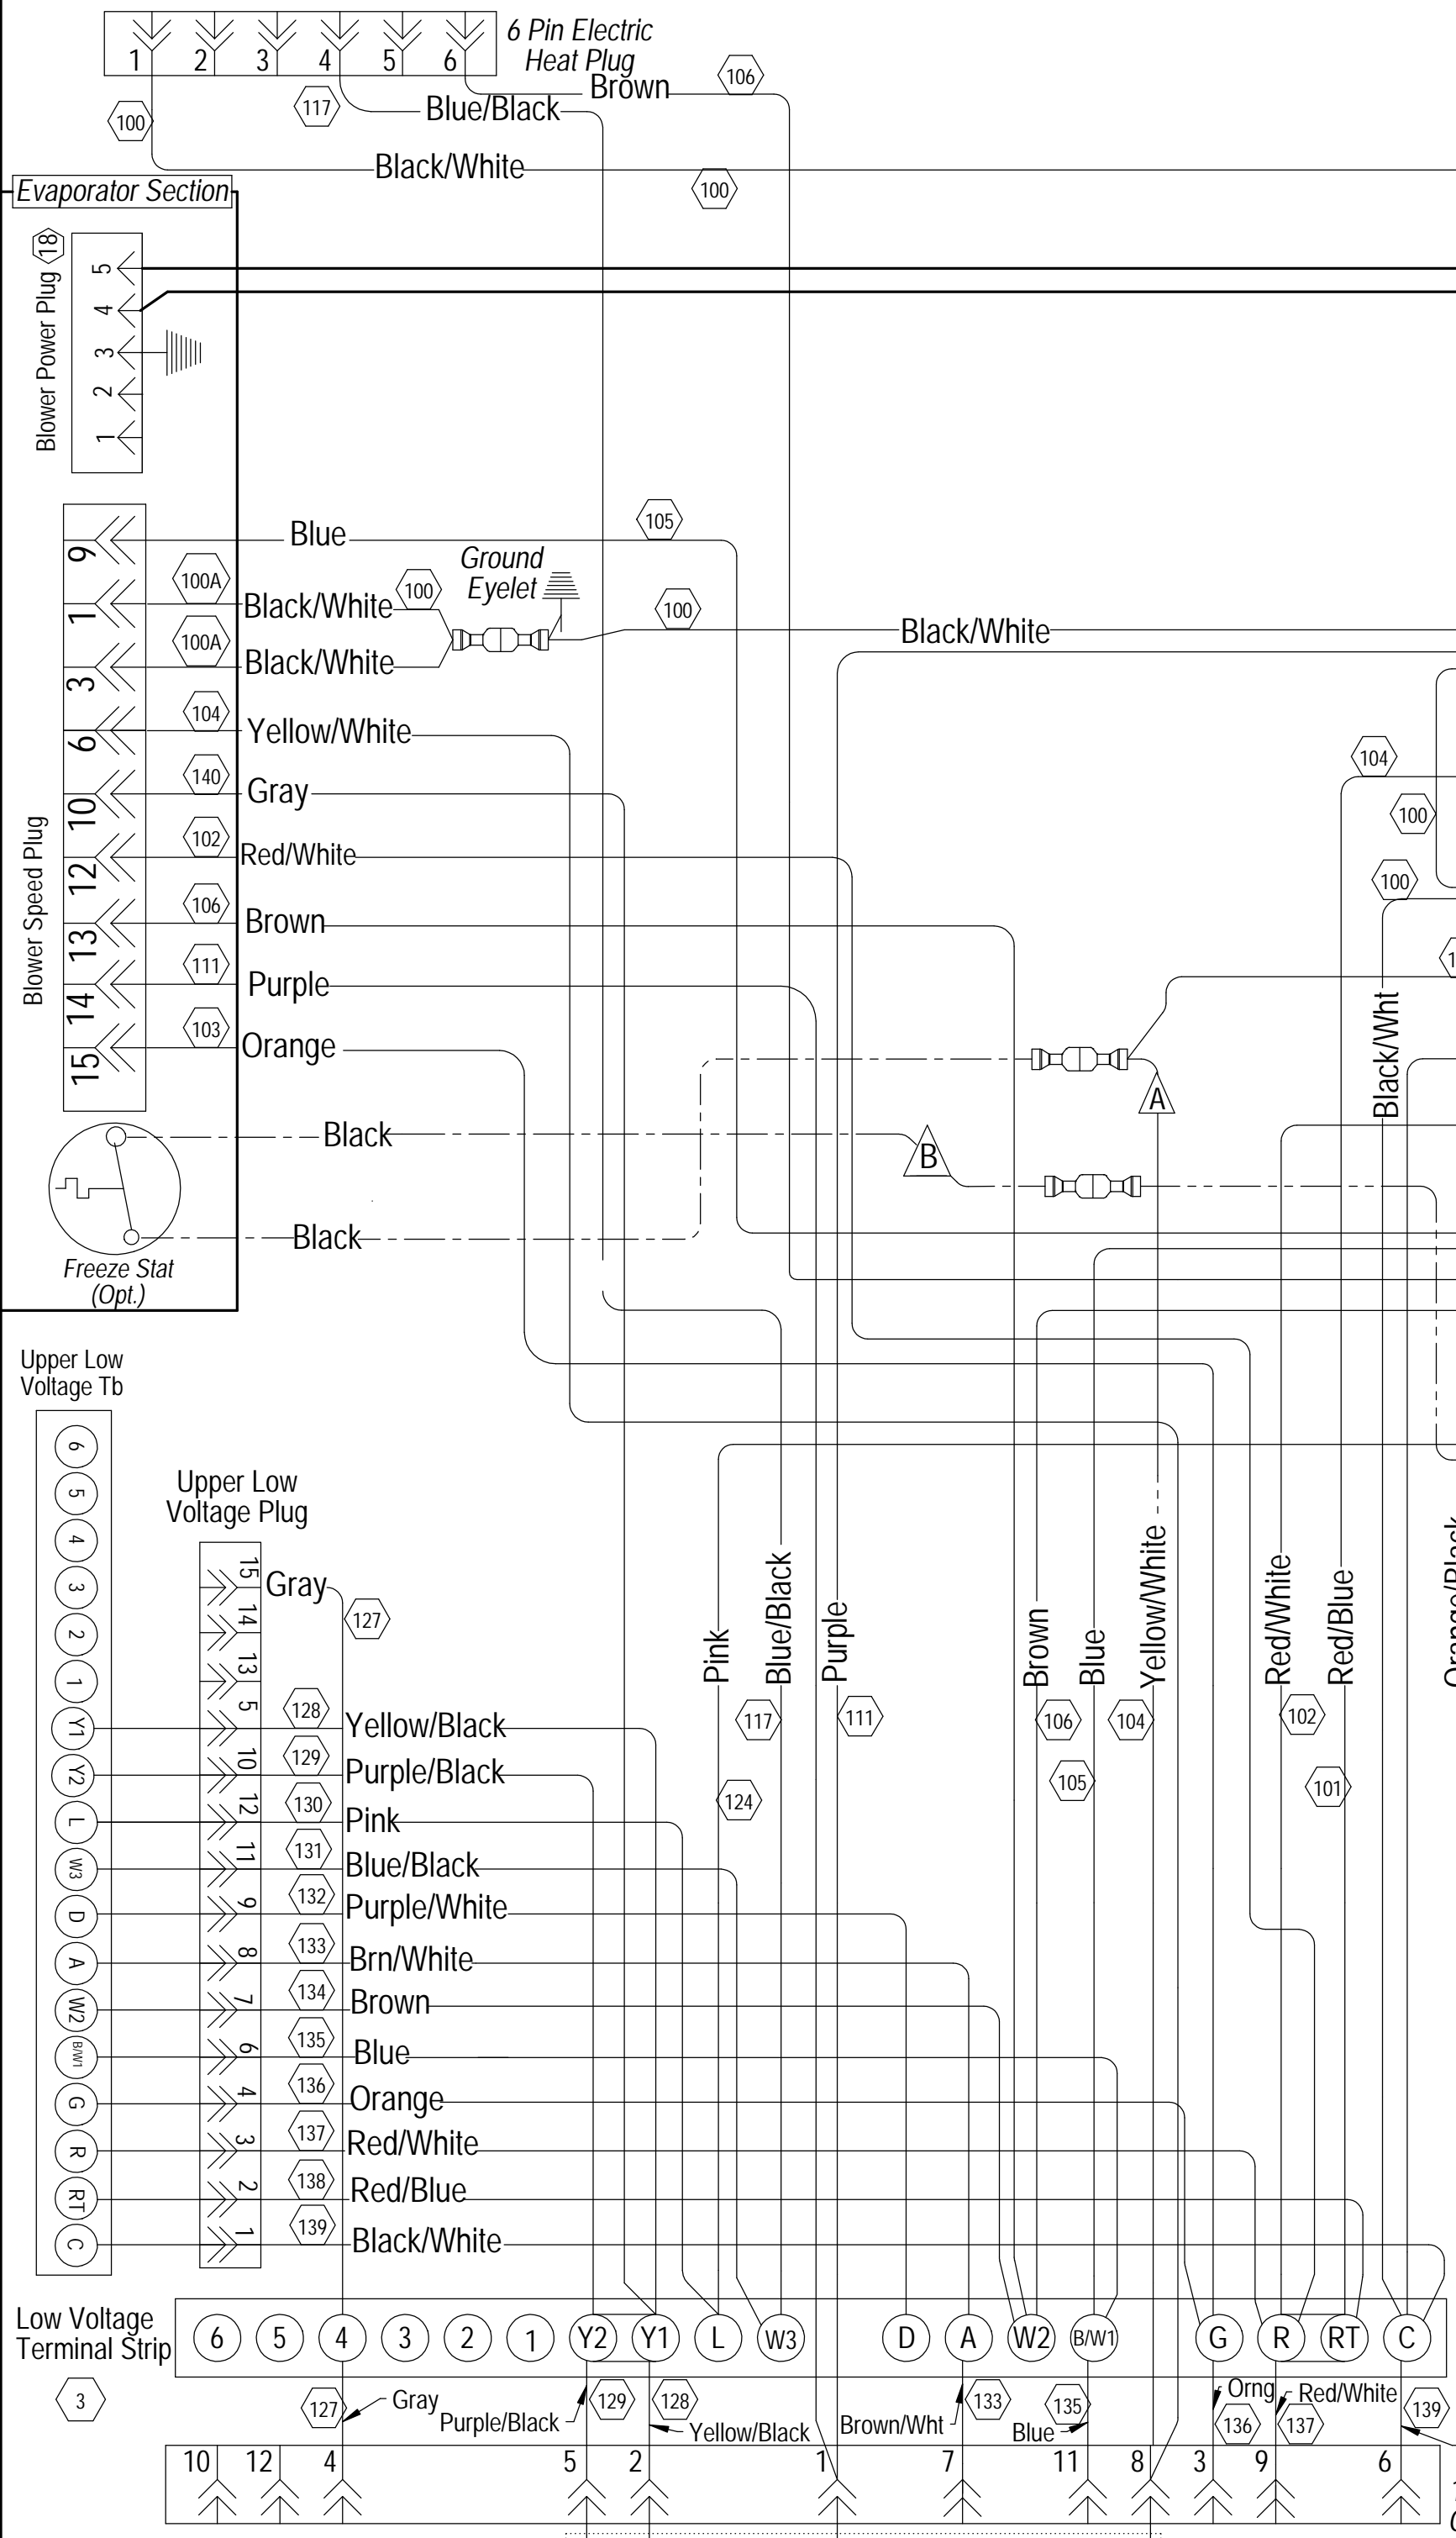 6 Pin Electric
Heat Plug
1 2 3 4 5 6
Brown 106
117 Blue/Black
100
Black/White
100
Evaporator Section
Blower Power Plug 18
5
4
3
2
1
Blower Speed Plug
9 Blue 105
Ground
Eyelet
1 100A Black/White 100
100
Black/White
3 100A Black/White
6 104 Yellow/White
104
10 140 Gray
100
12 102 Red/White
100
13 106 Brown
14 111 Purple
15 103 Orange
Black/Wht
A
Black
B
Black
Freeze Stat
(Opt.)
Upper Low
Voltage Tb
6
5
4
3
2
1
Y1
Y2
L
W3
D
A
W2
B/W1
G
R
RT
C
Upper Low
Voltage Plug
15 Gray 127
14
13
5 128 Yellow/Black
10 129 Purple/Black
12 130 Pink
11 131 Blue/Black
9 132 Purple/White
8 133 Brn/White
7 134 Brown
6 135 Blue
4 136 Orange
3 137 Red/White
2 138 Red/Blue
1 139 Black/White
Pink
124
Blue/Black
117
Purple
111
Brown
106
Blue
105
Yellow/White
104
Red/White
102
Red/Blue
101
Orange/Black
Low Voltage
Terminal Strip
3
6 5 4 3 2 1 Y2 Y1 L W3 D A W2 B/W1 G R RT C
127 Gray
Purple/Black 129
128 Yellow/Black
Brown/Wht 133
135 Blue
Orng 136
Red/White 137
139
10 12 4 5 2 1 7 11 8 3 9 6